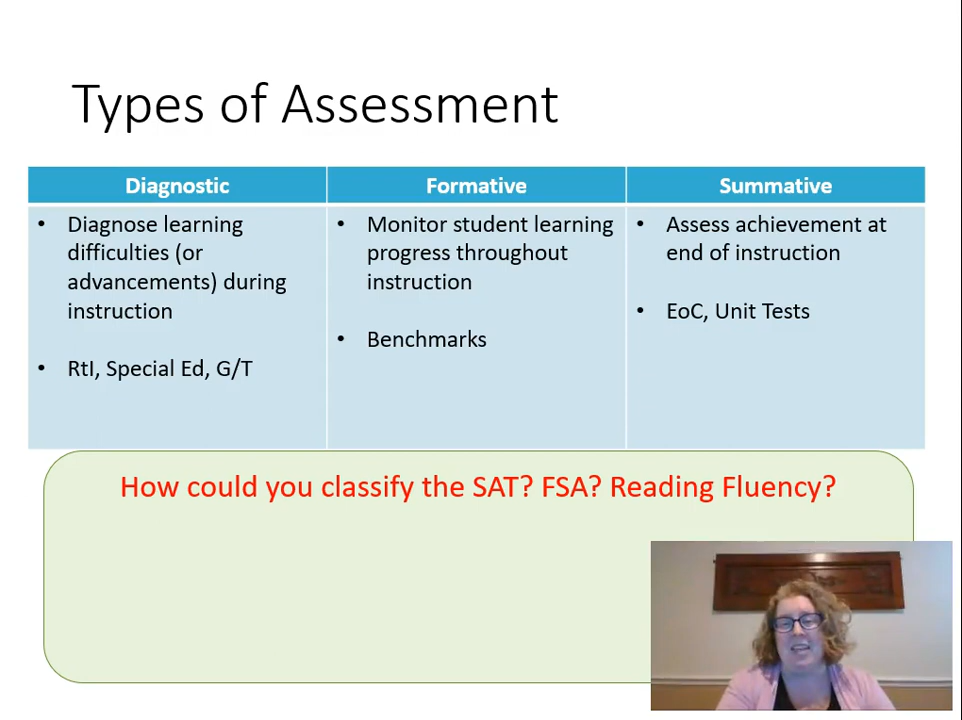 Types of Assessment
Diagnostic
Formative
Summative
• Diagnose learning
difficulties (or
advancements) during
instruction
• RtI, Special Ed, G/T
• Monitor student learning
progress throughout
instruction
• Benchmarks
• Assess achievement at
end of instruction
• EoC, Unit Tests
How could you classify the SAT? FSA? Reading Fluency?